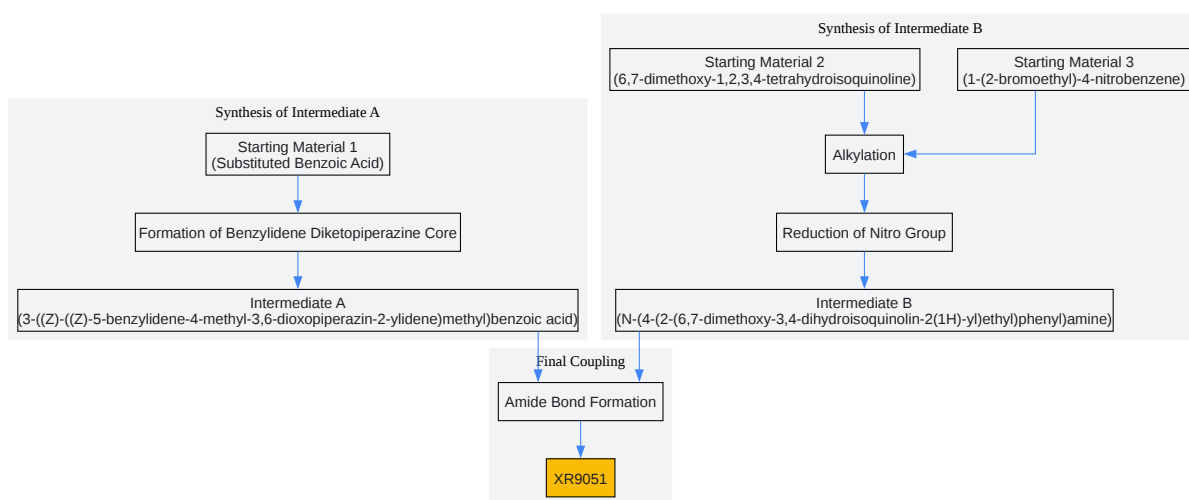 Synthesis of Intermediate B
Starting Material 2
(6,7-dimethoxy-1,2,3,4-tetrahydroisoquinoline)
Starting Material 3
(1-(2-bromoethyl)-4-nitrobenzene)
Synthesis of Intermediate A
Starting Material 1
(Substituted Benzoic Acid)
Alkylation
Formation of Benzylidene Diketopiperazine Core
Reduction of Nitro Group
Intermediate A
(3-((Z)-((Z)-5-benzylidene-4-methyl-3,6-dioxopiperazin-2-ylidene)methyl)benzoic acid)
Intermediate B
(N-(4-(2-(6,7-dimethoxy-3,4-dihydroisoquinolin-2(1H)-yl)ethyl)phenyl)amine)
Final Coupling
Amide Bond Formation
XR9051